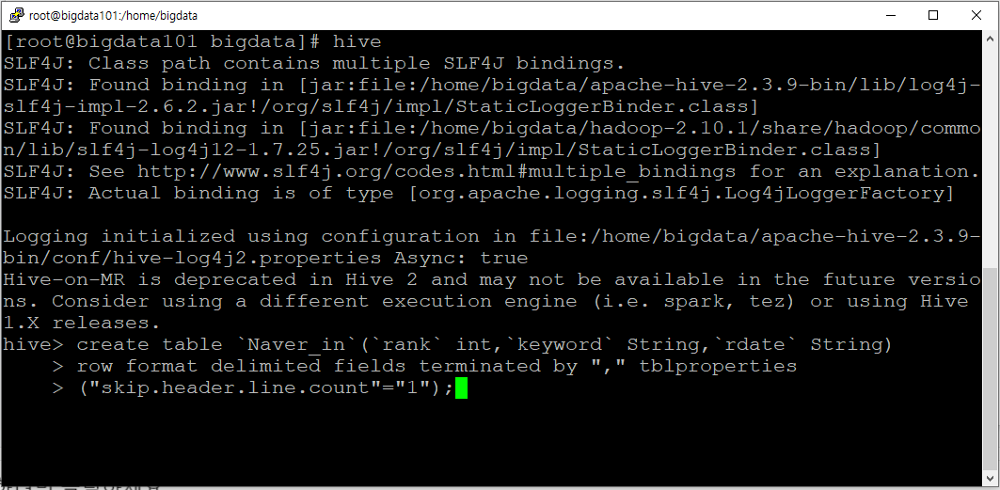 root@bigdata101:/home/bigdata
[root@bigdata101 bigdata]# hive
SLF4J: Class path contains multiple SLF4J bindings.
SLF4J: Found binding in [jar:file:/home/bigdata/apache-hive-2.3.9-bin/lib/log4j-
slf4j-impl-2.6.2.jar!/org/slf4j/impl/StaticLoggerBinder.class]
SLF4J: Found binding in [jar:file:/home/bigdata/hadoop-2.10.1/share/hadoop/commo
n/lib/slf4j-log4j12-1.7.25.jar!/org/slf4j/impl/StaticLoggerBinder.class]
SLF4J: See http://www.slf4j.org/codes.html#multiple_bindings for an explanation.
SLF4J: Actual binding is of type [org.apache.logging.slf4j.Log4jLoggerFactory]
Logging initialized using configuration in file:/home/bigdata/apache-hive-2.3.9-
bin/conf/hive-log4j2.properties Async: true
Hive-on-MR is deprecated in Hive 2 and may not be available in the future versio
ns. Consider using a different execution engine (i.e. spark, tez) or using Hive
1.X releases.
hive> create table `Naver_in`(`rank` int,`keyword` String,`rdate` String)
    > row format delimited fields terminated by "," tblproperties
    > ("skip.header.line.count"="1");